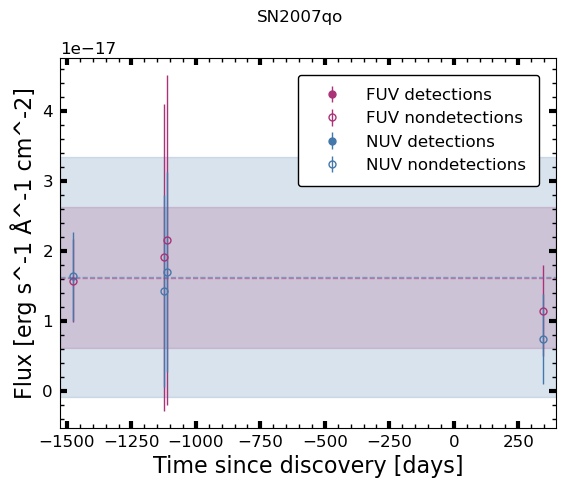 SN2007qo
1e−17
FUV detections
FUV nondetections
NUV detections
NUV nondetections
4
3
2
1
0
Flux [erg s^-1 Å^-1 cm^-2]
−1500 −1250 −1000 −750 −500 −250 0 250
Time since discovery [days]